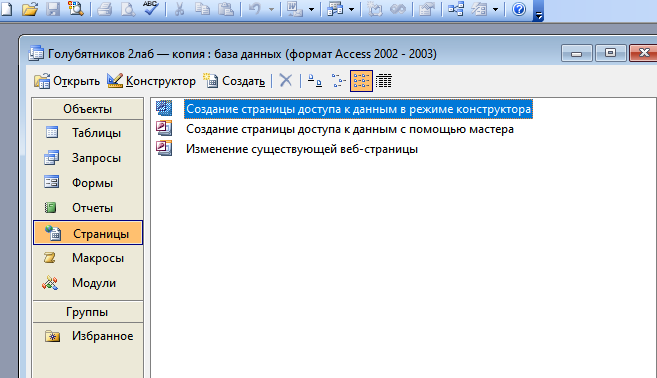 ABC
Голубятников 2лаб — копия : база данных (формат Access 2002 - 2003)
Открыть Конструктор Создать
Объекты
Таблицы
Запросы
Формы
Отчеты
Страницы
Макросы
Модули
Группы
Избранное
Создание страницы доступа к данным в режиме конструктора
Создание страницы доступа к данным с помощью мастера
Изменение существующей веб-страницы